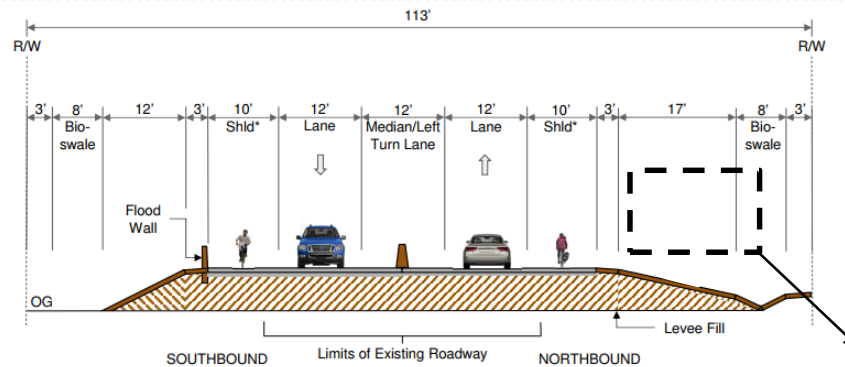 113'
R/W
R/W
3'
8'
12'
3'
10'
12'
12'
12'
10'
3'
17'
8'
3'
Bio-
swale
Shld*
Lane
Median/Left
Turn Lane
Lane
Shld*
Bio-
swale
Flood
Wall
OG
Levee Fill
SOUTHBOUND
Limits of Existing Roadway
NORTHBOUND